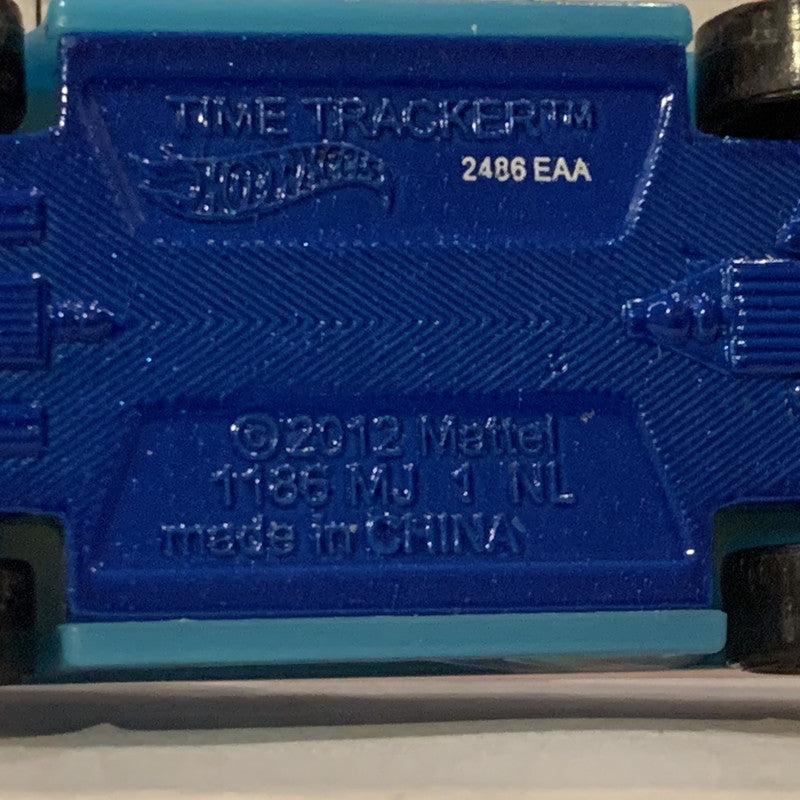 TIME TRACKER™
HOT WHEELS 2486 EAA
©2012 Mattel
1186 MJ 1 NL
made in CHINA